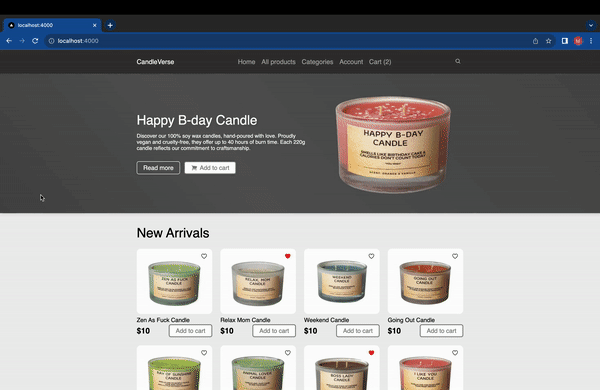 localhost:4000
localhost:4000
CandleVerse
Home All products Categories Account Cart (2)
Happy B-day Candle
Discover our 100% soy wax candles, hand-poured with love. Proudly
vegan and cruelty-free, they offer up to 40 hours of burn time. Each 220g
candle reflects our commitment to craftsmanship.
Read more
Add to cart
HAPPY B-DAY
CANDLE
SMELLS LIKE BIRTHDAY CAKE &
CALORIES DON'T COUNT TODAY
New Arrivals
ZEN AS FUCK
CANDLE
RELAX, MOM
CANDLE
WEEKEND
CANDLE
GOING OUT
CANDLE
Zen As Fuck Candle
Relax Mom Candle
Weekend Candle
Going Out Candle
$10 Add to cart
$10 Add to cart
$10 Add to cart
$10 Add to cart
DAY OF SUNSHINE
CANDLE
ANIMAL LOVER
CANDLE
BOSS LADY
CANDLE
I LIKE YOU
CANDLE